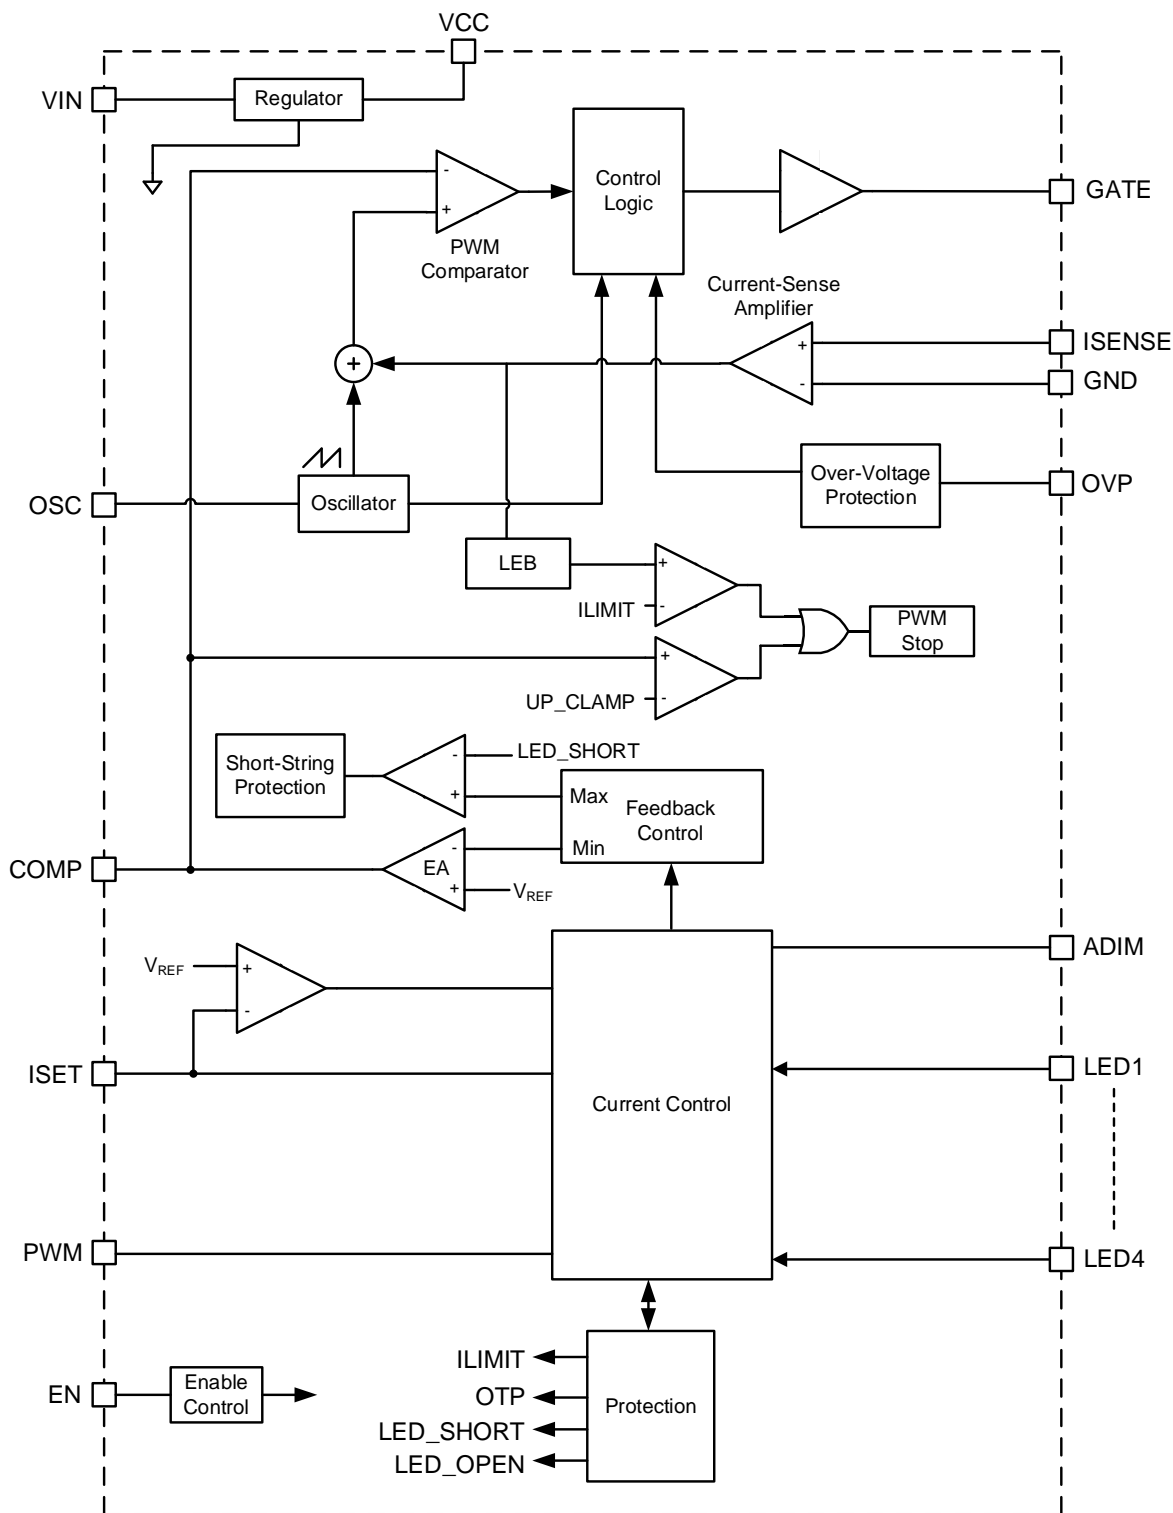 VCC
VIN
Regulator
-
+
PWM
Comparator
Control
Logic
GATE
Current-Sense
Amplifier
+
-
ISENSE
GND
+
OSC
Oscillator
Over-Voltage
Protection
OVP
LEB
+
-
ILIMIT
PWM
Stop
+
-
UP_CLAMP
Short-String
Protection
-
+
LED_SHORT
Max
Min
Feedback
Control
COMP
EA
-
+
VREF
ADIM
VREF
+
-
ISET
Current Control
LED1
PWM
LED4
EN
Enable
Control
ILIMIT
OTP
LED_SHORT
LED_OPEN
Protection